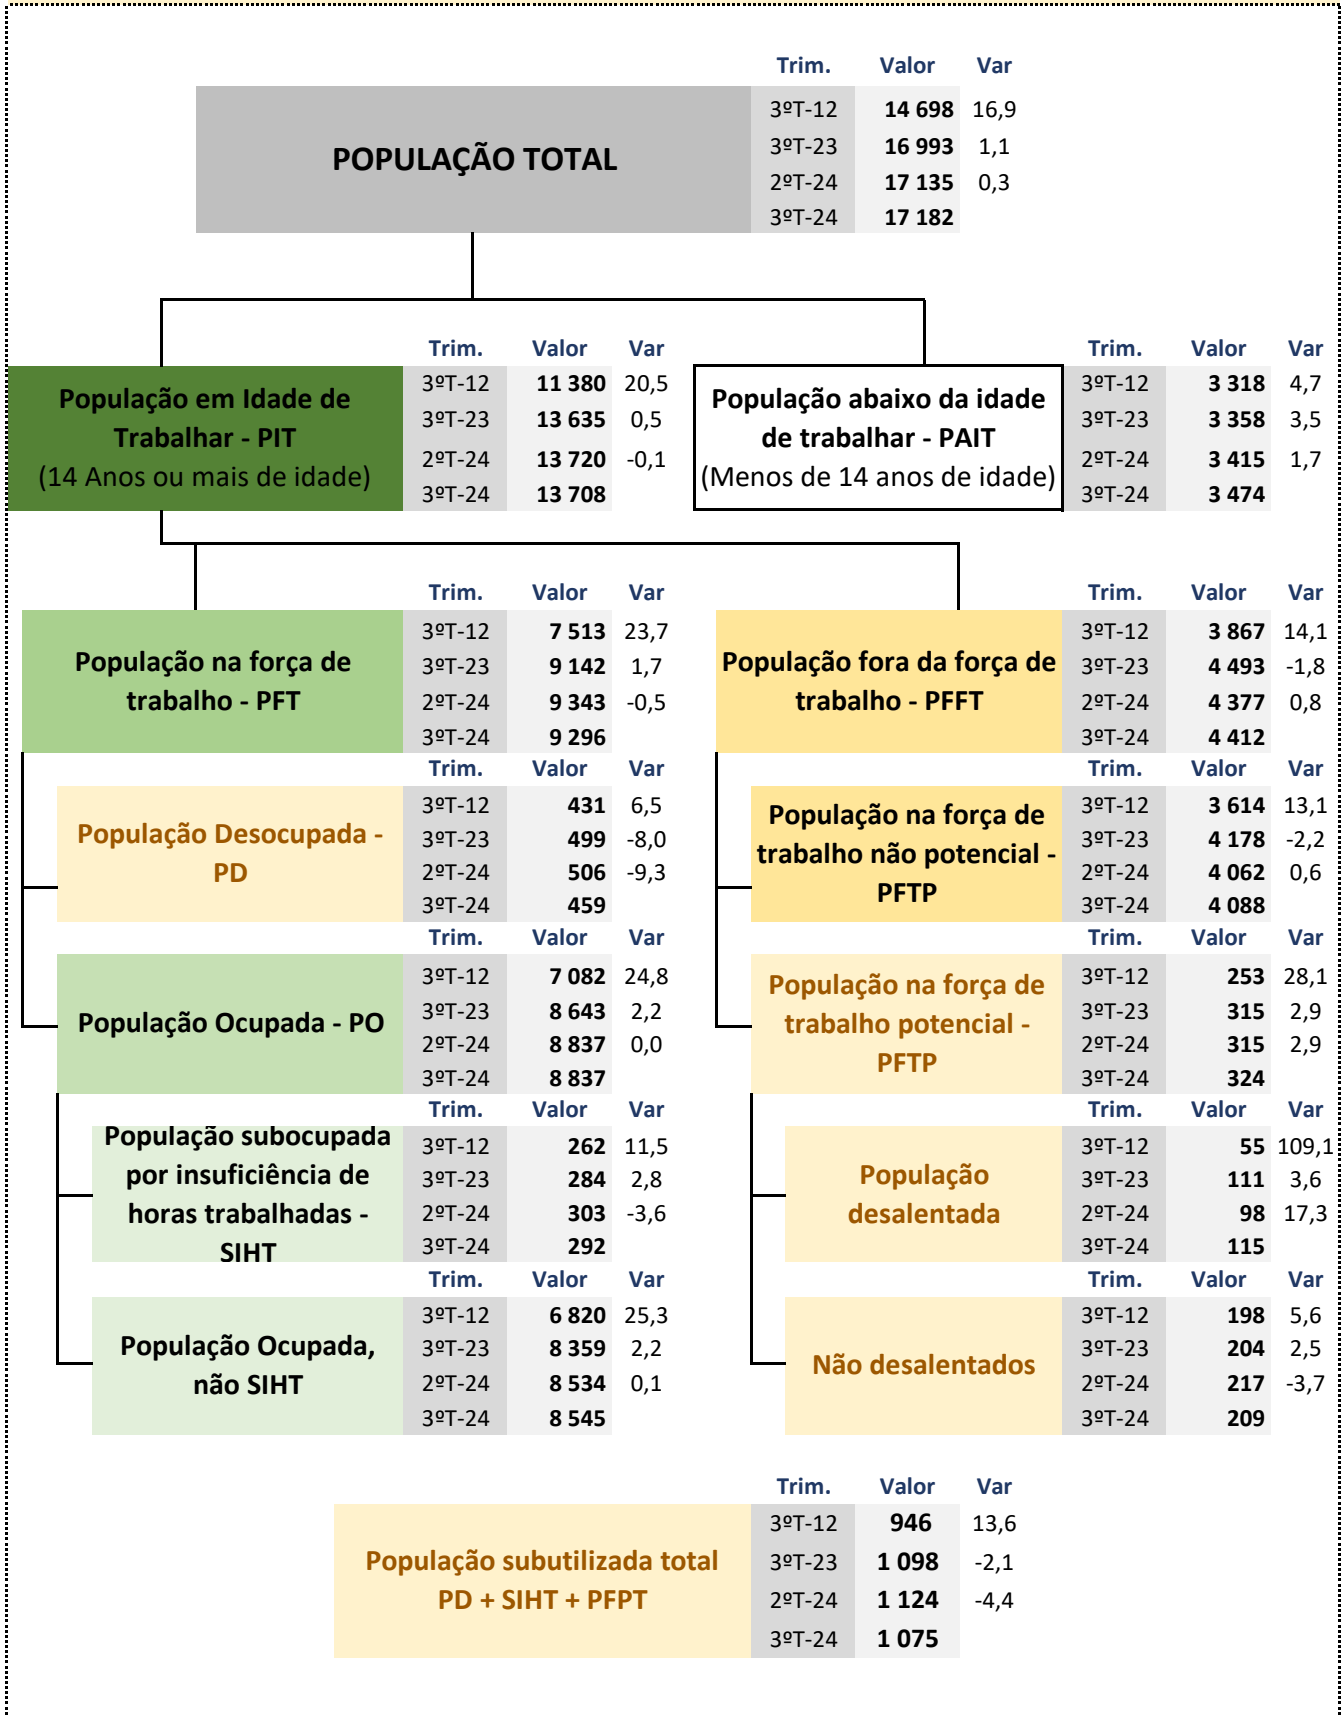 Trim. Valor Var
POPULAÇÃO TOTAL
3ºT-12 14 698 16,9
3ºT-23 16 993 1,1
2ºT-24 17 135 0,3
3ºT-24 17 182
Trim. Valor Var
População em Idade de
Trabalhar - PIT
(14 Anos ou mais de idade)
3ºT-12 11 380 20,5
3ºT-23 13 635 0,5
2ºT-24 13 720 -0,1
3ºT-24 13 708
Trim. Valor Var
População abaixo da idade
de trabalhar - PAIT
(Menos de 14 anos de idade)
3ºT-12 3 318 4,7
3ºT-23 3 358 3,5
2ºT-24 3 415 1,7
3ºT-24 3 474
Trim. Valor Var
População na força de
trabalho - PFT
3ºT-12 7 513 23,7
3ºT-23 9 142 1,7
2ºT-24 9 343 -0,5
3ºT-24 9 296
Trim. Valor Var
População Desocupada -
PD
3ºT-12 431 6,5
3ºT-23 499 -8,0
2ºT-24 506 -9,3
3ºT-24 459
Trim. Valor Var
População Ocupada - PO
3ºT-12 7 082 24,8
3ºT-23 8 643 2,2
2ºT-24 8 837 0,0
3ºT-24 8 837
Trim. Valor Var
População subocupada
por insuficiência de
horas trabalhadas -
SIHT
3ºT-12 262 11,5
3ºT-23 284 2,8
2ºT-24 303 -3,6
3ºT-24 292
Trim. Valor Var
População Ocupada,
não SIHT
3ºT-12 6 820 25,3
3ºT-23 8 359 2,2
2ºT-24 8 534 0,1
3ºT-24 8 545
Trim. Valor Var
População fora da força de
trabalho - PFFT
3ºT-12 3 867 14,1
3ºT-23 4 493 -1,8
2ºT-24 4 377 0,8
3ºT-24 4 412
Trim. Valor Var
População na força de
trabalho não potencial -
PFTP
3ºT-12 3 614 13,1
3ºT-23 4 178 -2,2
2ºT-24 4 062 0,6
3ºT-24 4 088
Trim. Valor Var
População na força de
trabalho potencial -
PFTP
3ºT-12 253 28,1
3ºT-23 315 2,9
2ºT-24 315 2,9
3ºT-24 324
Trim. Valor Var
População
desalentada
3ºT-12 55 109,1
3ºT-23 111 3,6
2ºT-24 98 17,3
3ºT-24 115
Trim. Valor Var
Não desalentados
3ºT-12 198 5,6
3ºT-23 204 2,5
2ºT-24 217 -3,7
3ºT-24 209
Trim. Valor Var
População subutilizada total
PD + SIHT + PFPT
3ºT-12 946 13,6
3ºT-23 1 098 -2,1
2ºT-24 1 124 -4,4
3ºT-24 1 075